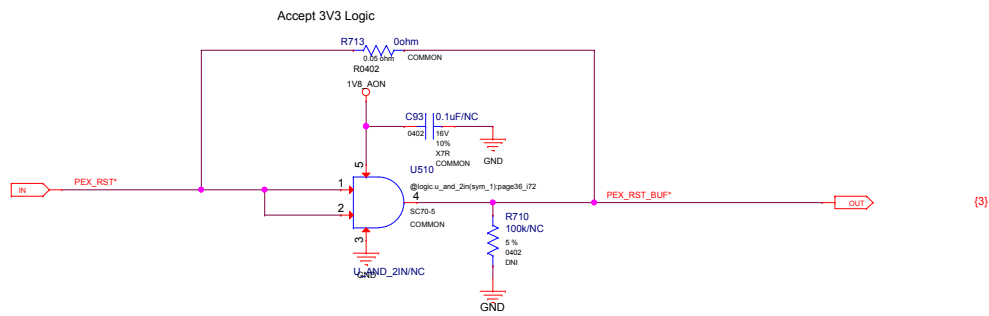 Accept 3V3 Logic
R713 0ohm
0.05 ohm COMMON
R0402
1V8_AON
C93 0.1uF/NC
0402 16V
10%
X7R
COMMON
GND
5
U510
@logic.u_and_2in(sym_1):page36_i72
IN PEX_RST* 1
2
4
SC70-5
COMMON
3
GND
U_AND_2IN/NC
PEX_RST_BUF* OUT {3}
R710
100k/NC
5 %
0402
DNI
GND